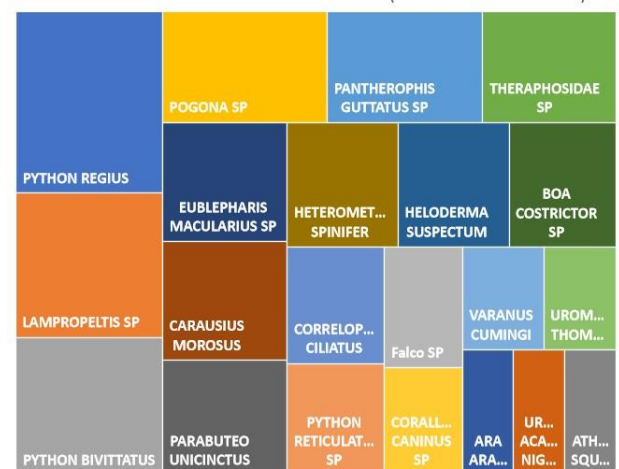 PYTHON REGIUS
LAMPROPELTIS SP
PYTHON BIVITTATUS
POGONA SP
PANTHEROPHIS
GUTTATUS SP
THERAPHOSIDAE
SP
EUBLEPHARIS
MACULARIUS SP
HETEROMET...
SPINIFER
HELODERMA
SUSPECTUM
BOA
COSTRICTOR
SP
CARAUSIUS
MOROSUS
PARABUTEO
UNICINCTUS
CORRELOP...
CILIATUS
Falco SP
VARANUS
CUMINGI
UROM...
THOM...
PYTHON
RETICULAT...
SP
CORALL...
CANINUS
SP
ARA
ARA...
UR...
ACA...
NIG...
ATH...
SQU...